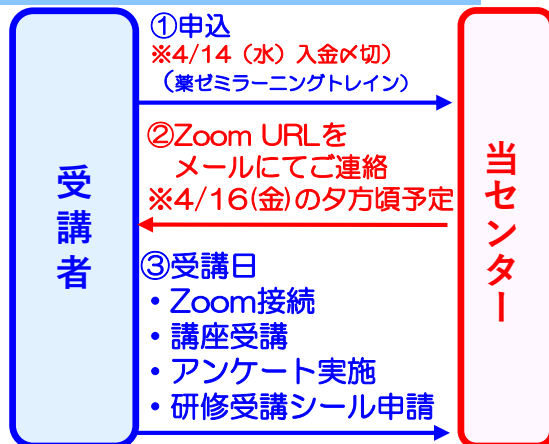 ①申込
※4/14（水）入金〆切)
（薬ゼミラーニングトレイン）
②Zoom URLを
メールにてご連絡
※4/16(金)の夕方頃予定
③受講日
・Zoom接続
・講座受講
・アンケート実施
・研修受講シール申請
受講者
当センター